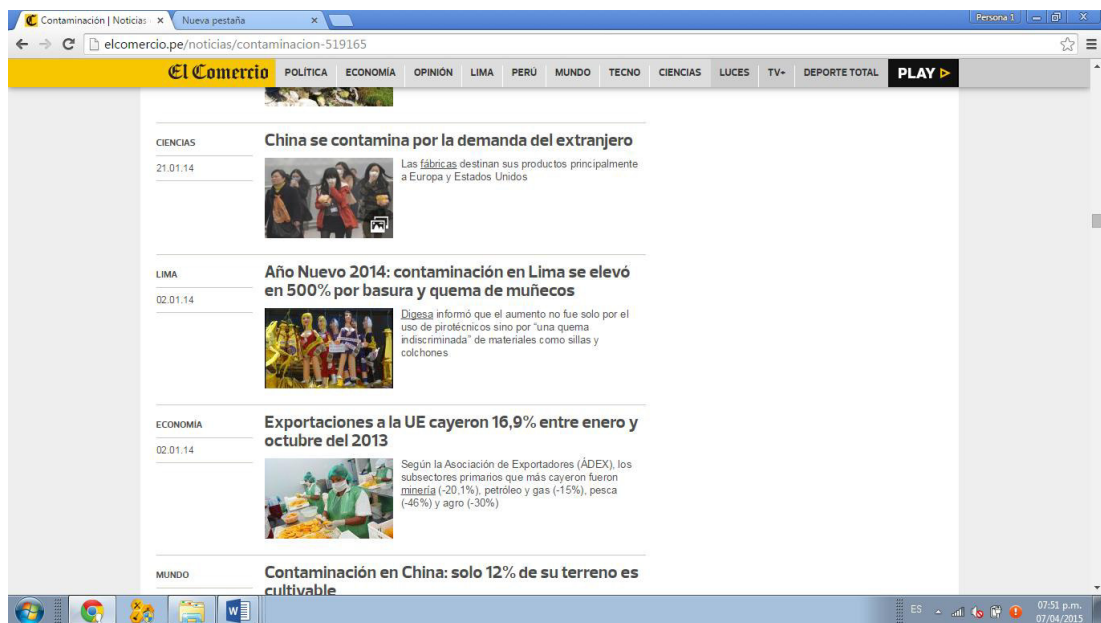 Contaminación | Noticias
Nueva pestaña
Persona 1
elcomercio.pe/noticias/contaminacion-519165
El Comercio
POLÍTICA ECONOMÍA OPINIÓN LIMA PERÚ MUNDO TECNO CIENCIAS LUCES TV+ DEPORTE TOTAL PLAY
CIENCIAS
21.01.14
China se contamina por la demanda del extranjero
Las fábricas destinan sus productos principalmente
a Europa y Estados Unidos
LIMA
02.01.14
Año Nuevo 2014: contaminación en Lima se elevó
en 500% por basura y quema de muñecos
Digesa informó que el aumento no fue solo por el
uso de pirotécnicos sino por “una quema
indiscriminada” de materiales como sillas y
colchones
ECONOMÍA
02.01.14
Exportaciones a la UE cayeron 16,9% entre enero y
octubre del 2013
Según la Asociación de Exportadores (ÁDEX), los
subsectores primarios que más cayeron fueron
minería (-20,1%), petróleo y gas (-15%), pesca
(-46%) y agro (-30%)
MUNDO
Contaminación en China: solo 12% de su terreno es
cultivable
ES
07:51 p.m.
07/04/2015